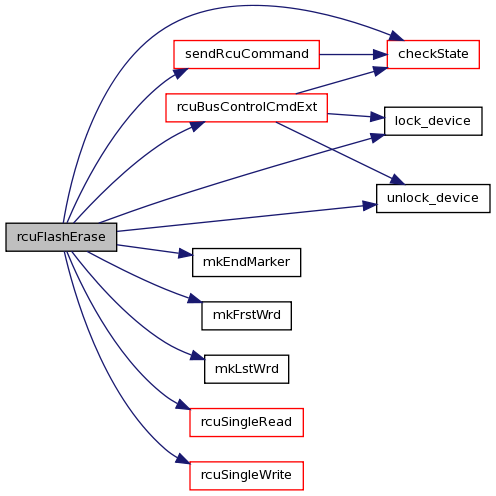 sendRcuCommand
checkState
rcuBusControlCmdExt
lock_device
unlock_device
rcuFlashErase
mkEndMarker
mkFrstWrd
mkLstWrd
rcuSingleRead
rcuSingleWrite